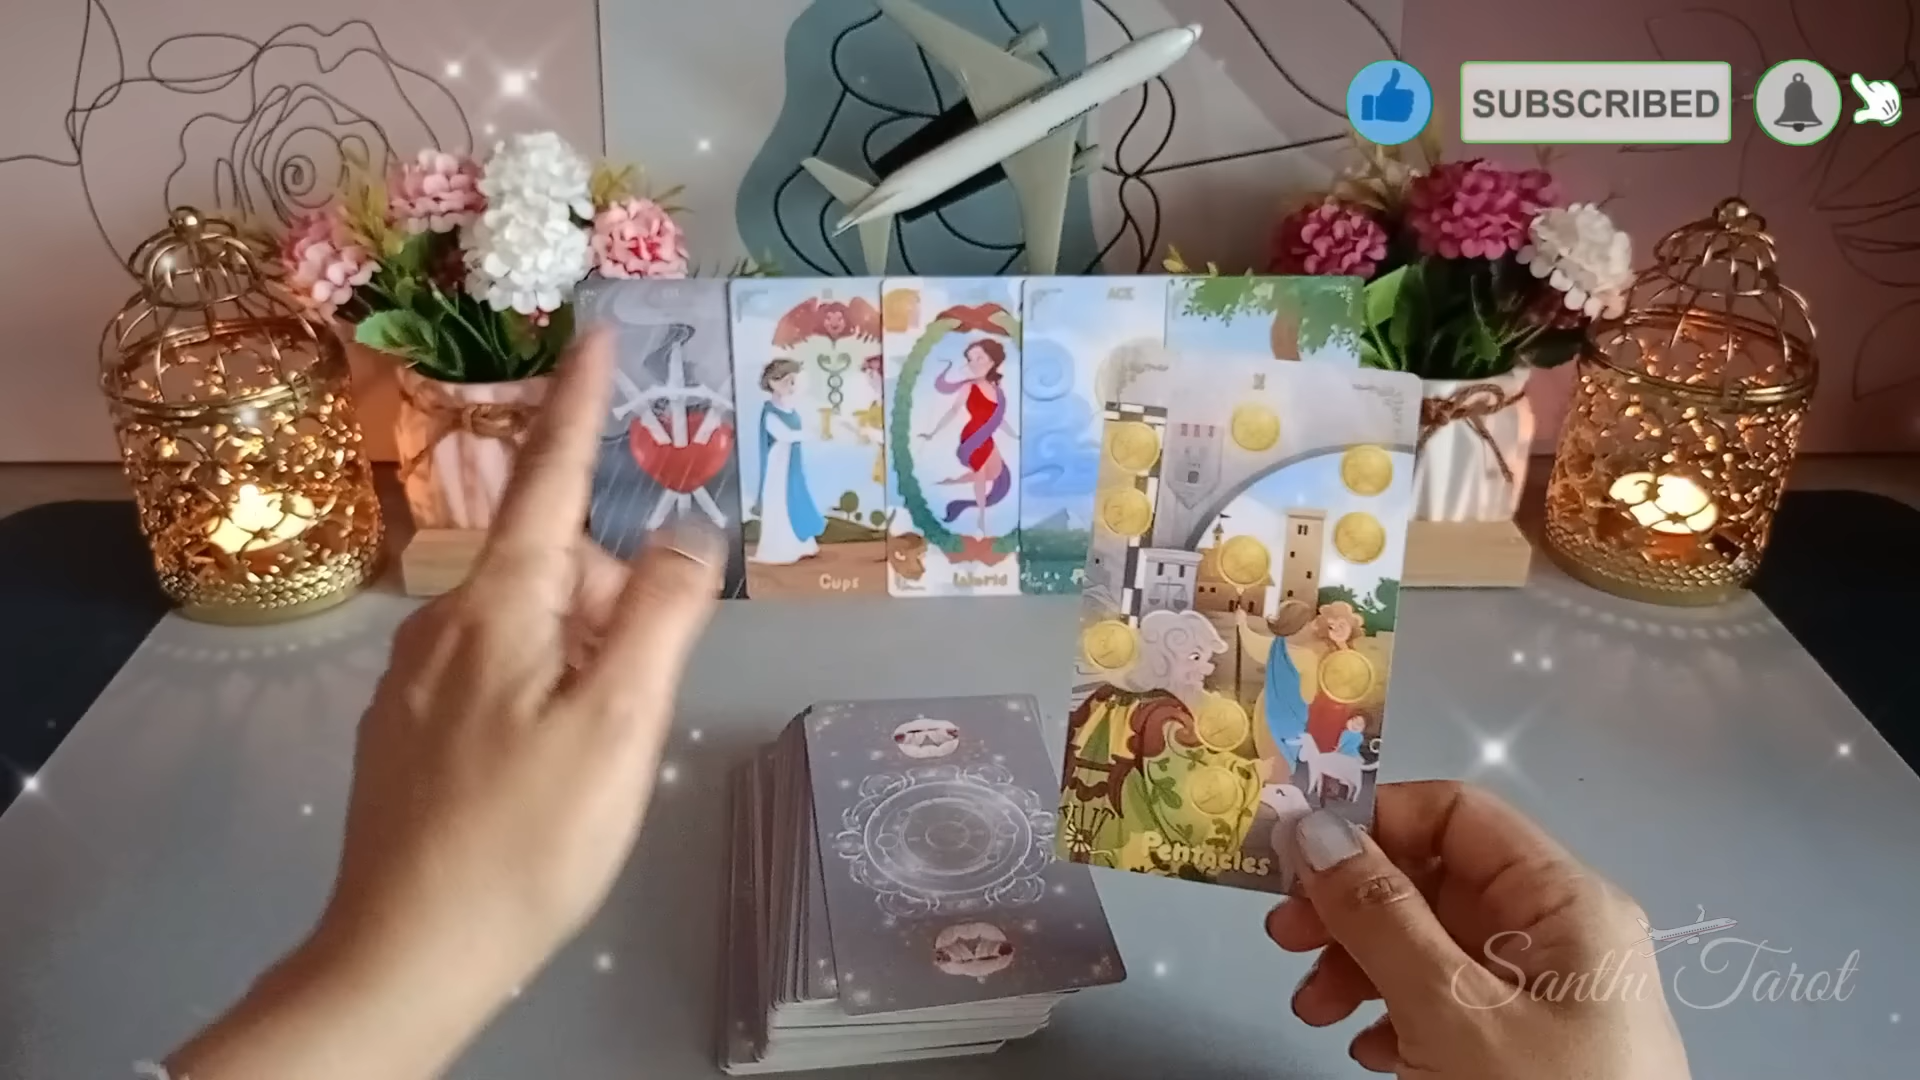 SUBSCRIBED
ACE
Cups
World
X
Pentacles
Santhi Tarot